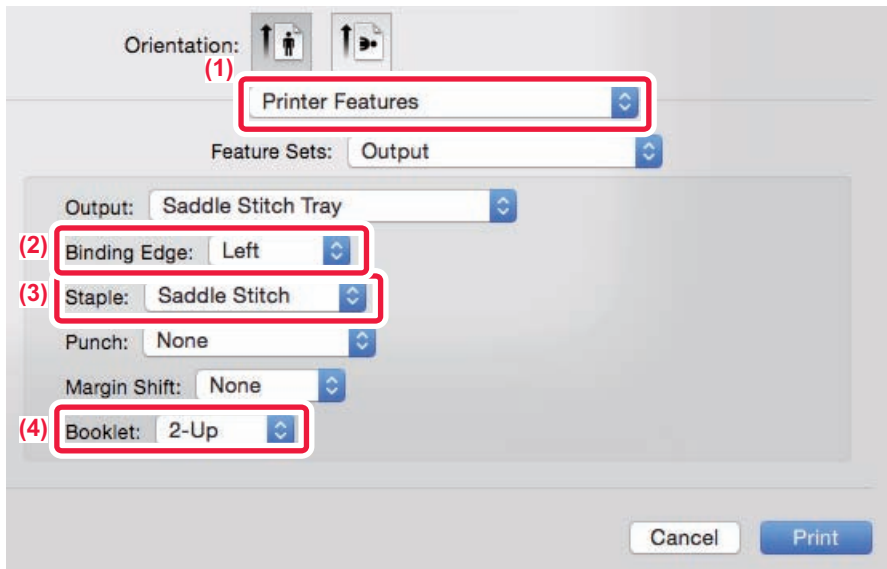 Orientation:
(1)
Printer Features
Feature Sets: Output
Output: Saddle Stitch Tray
(2) Binding Edge: Left
(3) Staple: Saddle Stitch
Punch: None
Margin Shift: None
(4) Booklet: 2-Up
Cancel Print